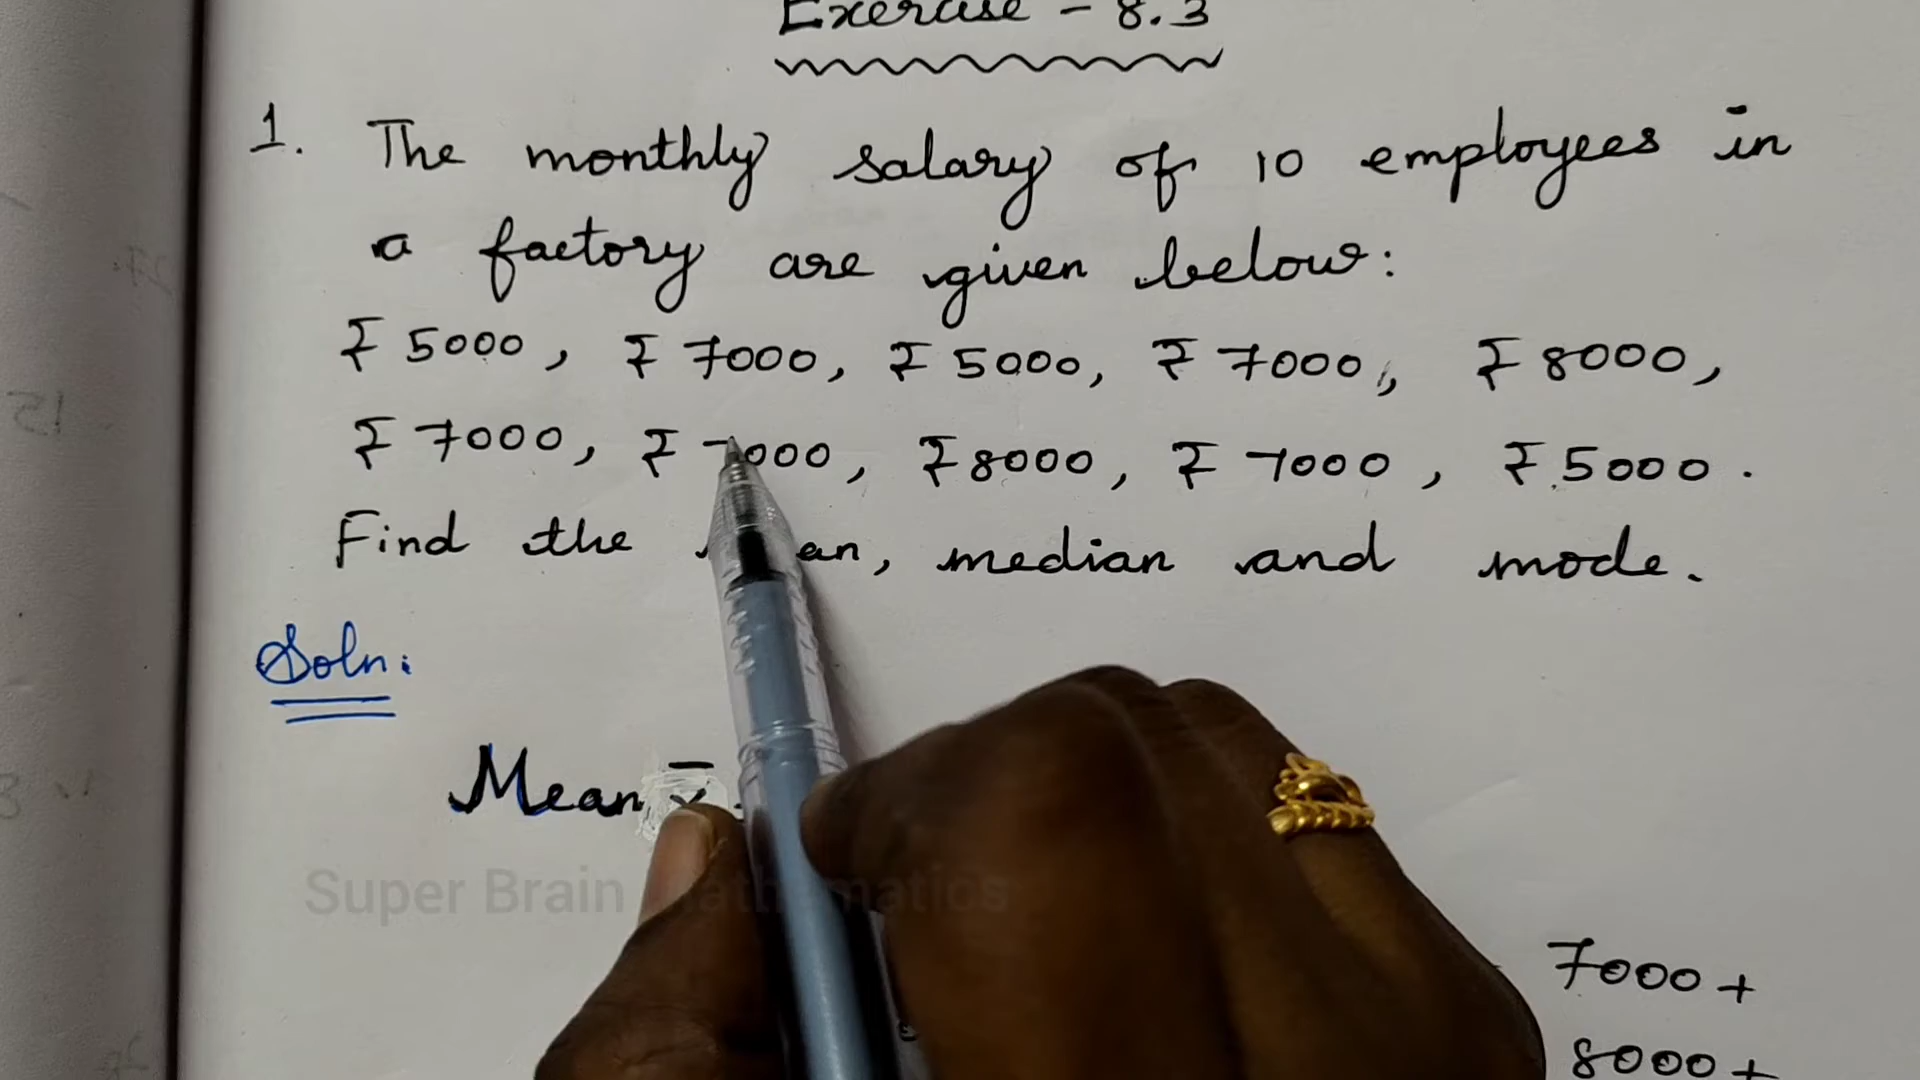 Exercise - 8.3
1. The monthly salary of 10 employees in
a factory are given below:
₹ 5000, ₹ 7000, ₹ 5000, ₹ 7000, ₹ 8000,
₹ 7000, ₹ 7000, ₹ 8000, ₹ 7000, ₹ 5000.
Find the an, median and mode.
Soln:
Mean x̄
Super Brain Mathematics
7000 +
8000 +